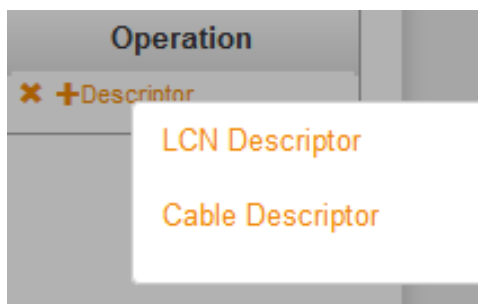 Operation
✖ +Descriptor
LCN Descriptor
Cable Descriptor